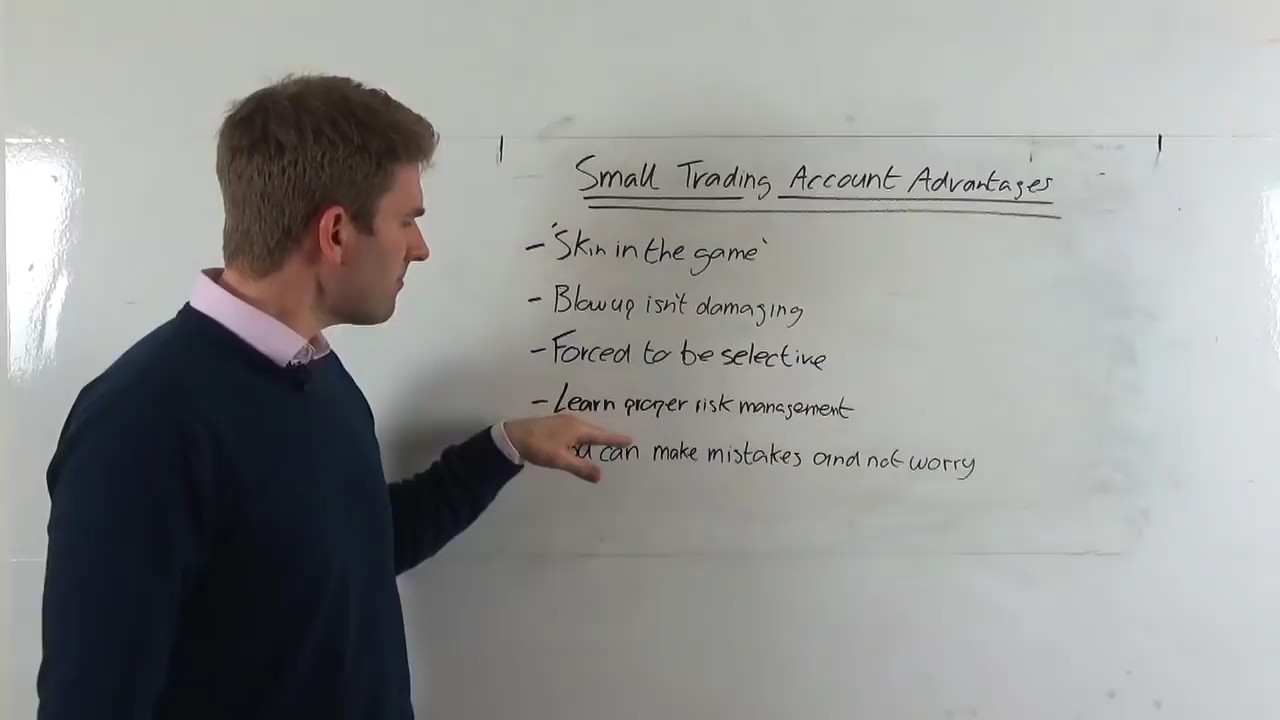 Small Trading Account Advantages
- 'Skin in the game'
- Blow up isn't damaging
- Forced to be selective
- Learn proper risk management
can make mistakes and not worry